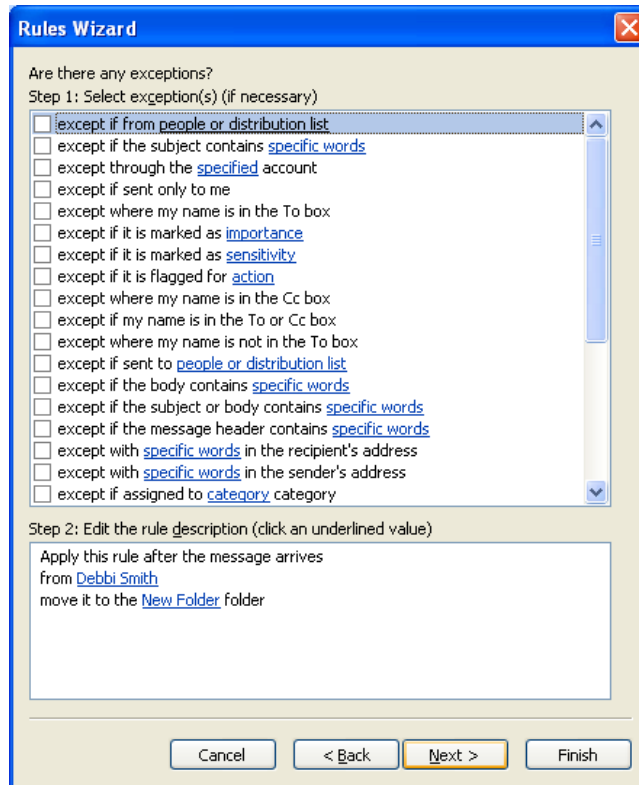 Rules Wizard
Are there any exceptions?
Step 1: Select exception(s) (if necessary)
except if from people or distribution list
except if the subject contains specific words
except through the specified account
except if sent only to me
except where my name is in the To box
except if it is marked as importance
except if it is marked as sensitivity
except if it is flagged for action
except where my name is in the Cc box
except if my name is in the To or Cc box
except where my name is not in the To box
except if sent to people or distribution list
except if the body contains specific words
except if the subject or body contains specific words
except if the message header contains specific words
except with specific words in the recipient's address
except with specific words in the sender's address
except if assigned to category category
Step 2: Edit the rule description (click an underlined value)
Apply this rule after the message arrives
from Debbi Smith
move it to the New Folder folder
Cancel < Back Next > Finish